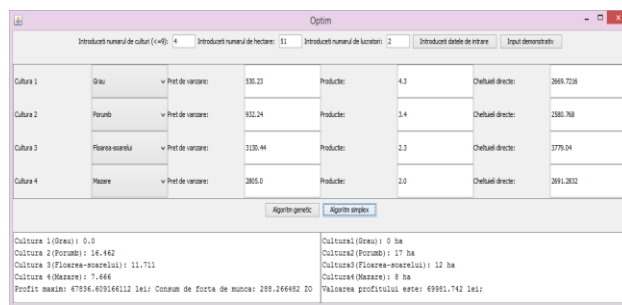 Optim
Introduceti numarul de culturi (<=9): 4 Introduceti numarul de hectare: 51 Introduceti numarul de lucratori: 2 Introduceti datele de intrare Input demonstrativ
Cultura 1 Grau Pret de vanzare: 530.23 Productie: 4.3 Cheltuieli directe: 2669.7216
Cultura 2 Porumb Pret de vanzare: 932.24 Productie: 3.4 Cheltuieli directe: 2580.768
Cultura 3 Floarea-soarelui Pret de vanzare: 3130.44 Productie: 2.3 Cheltuieli directe: 3779.04
Cultura 4 Mazare Pret de vanzare: 2805.0 Productie: 2.0 Cheltuieli directe: 2691.2832
Algoritm genetic Algoritm simplex
Cultura 1(Grau): 0.0
Cultura 2(Porumb): 16.462
Cultura 3(Floarea-soarelui): 11.711
Cultura 4(Mazare): 7.666
Profit maxim: 67836.609166112 lei; Consum de forta de munca: 288.266482 ZO
Cultura1(Grau): 0 ha
Cultura2(Porumb): 17 ha
Cultura3(Floarea-soarelui): 12 ha
Cultura4(Mazare): 8 ha
Valoarea profitului este: 69981.742 lei;